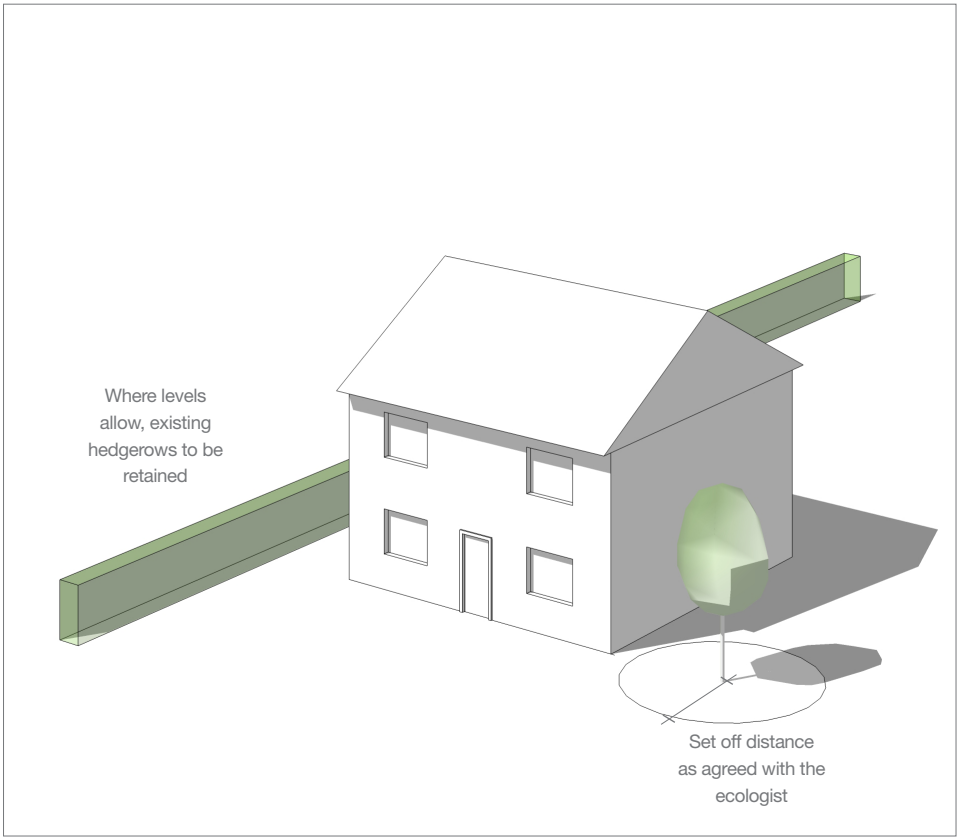 Where levels
allow, existing
hedgerows to be
retained
Set off distance
as agreed with the
ecologist